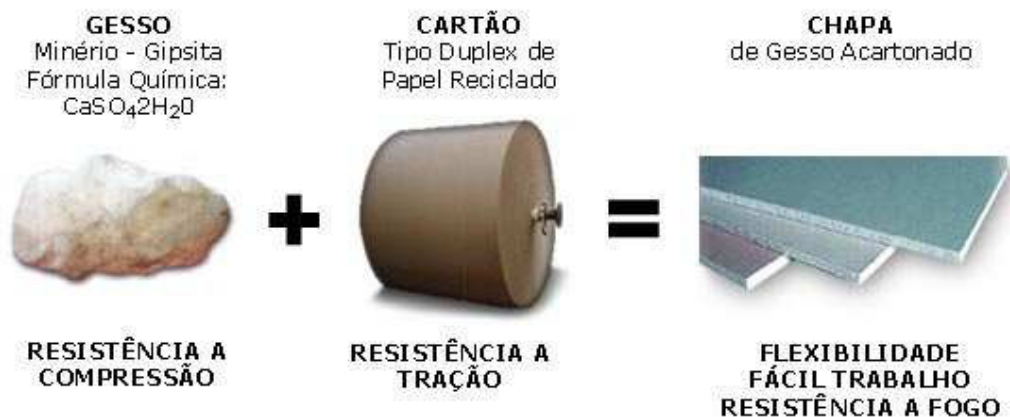 GESSO
Minério - Gipsita
Fórmula Química:
CaSO₄2H₂0
CARTÃO
Tipo Duplex de
Papel Reciclado
CHAPA
de Gesso Acartonado
+
=
RESISTÊNCIA A
COMPRESSÃO
RESISTÊNCIA A
TRAÇÃO
FLEXIBILIDADE
FÁCIL TRABALHO
RESISTÊNCIA A FOGO